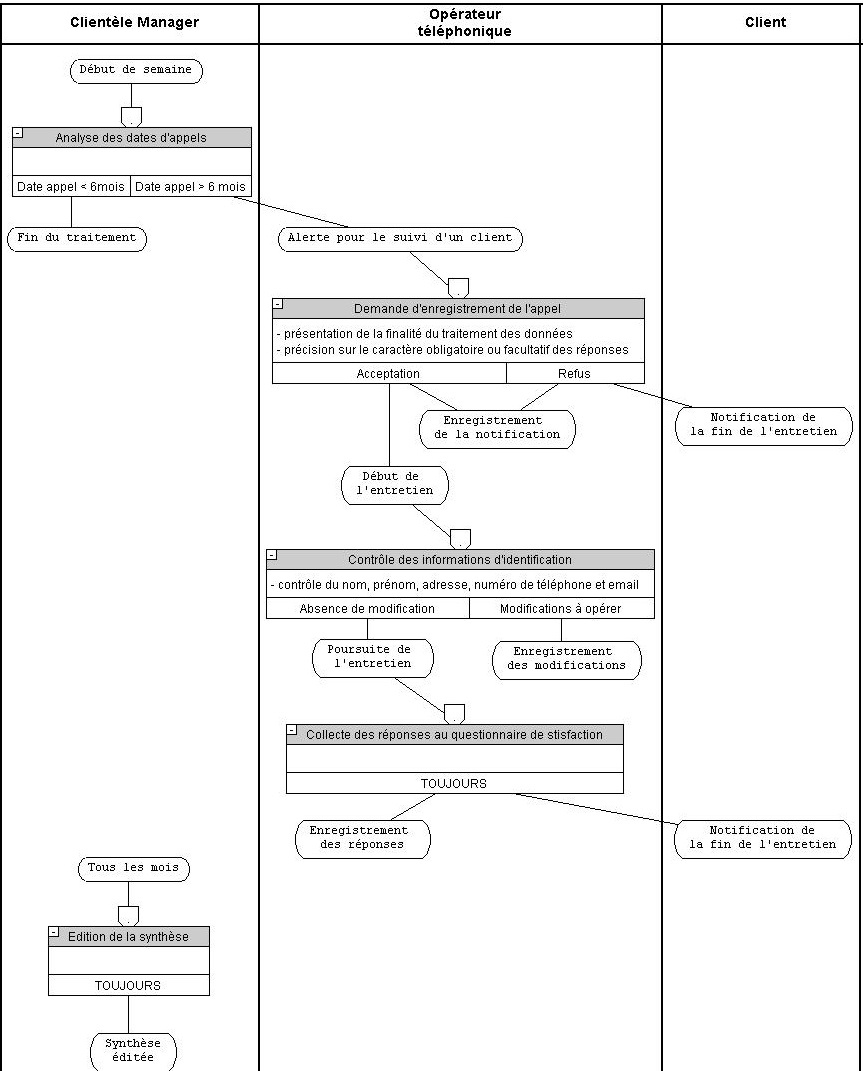 Clientèle Manager
Opérateur
téléphonique
Client
Début de semaine
Analyse des dates d'appels
Date appel < 6mois
Date appel > 6 mois
Fin du traitement
Alerte pour le suivi d'un client
Demande d'enregistrement de l'appel
- présentation de la finalité du traitement des données
- précision sur le caractère obligatoire ou facultatif des réponses
Acceptation
Refus
Enregistrement
de la notification
Notification de
la fin de l'entretien
Début de
l'entretien
Contrôle des informations d'identification
- contrôle du nom, prénom, adresse, numéro de téléphone et email
Absence de modification
Modifications à opérer
Poursuite de
l'entretien
Enregistrement
des modifications
Collecte des réponses au questionnaire de stisfaction
TOUJOURS
Enregistrement
des réponses
Notification de
la fin de l'entretien
Tous les mois
Edition de la synthèse
TOUJOURS
Synthèse
éditée